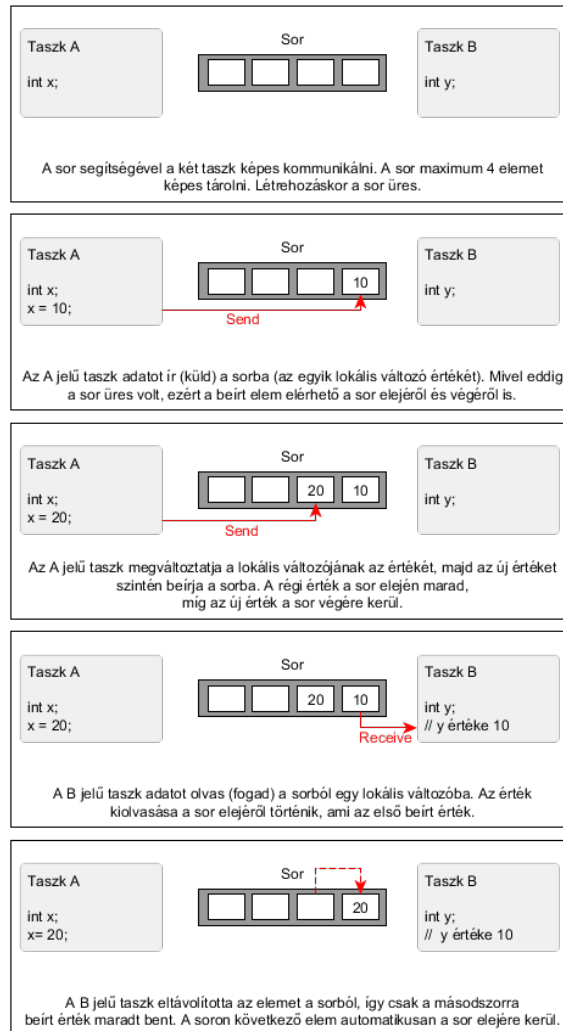 Taszk A
Sor
Taszk B
int x;
int y;
A sor segítségével a két taszk képes kommunikálni. A sor maximum 4 elemet
képes tárolni. Létrehozáskor a sor üres.
Taszk A
Sor
Taszk B
int x;
x = 10;
10
int y;
Send
Az A jelű taszk adatot ír (küld) a sorba (az egyik lokális változó értékét). Mivel eddig
a sor üres volt, ezért a beírt elem elérhető a sor elejéről és végéről is.
Taszk A
Sor
Taszk B
int x;
x = 20;
20 10
int y;
Send
Az A jelű taszk megváltoztatja a lokális változójának az értékét, majd az új értéket
szintén beírja a sorba. A régi érték a sor elején marad,
míg az új érték a sor végére kerül.
Taszk A
Sor
Taszk B
int x;
x = 20;
20 10
int y;
// y értéke 10
Receive
A B jelű taszk adatot olvas (fogad) a sorból egy lokális változóba. Az érték
kiolvasása a sor elejéről történik, ami az első beírt érték.
Taszk A
Sor
Taszk B
int x;
x= 20;
20
int y;
// y értéke 10
A B jelű taszk eltávolította az elemet a sorból, így csak a másodszorra
beírt érték maradt bent. A soron következő elem automatikusan a sor elejére kerül.